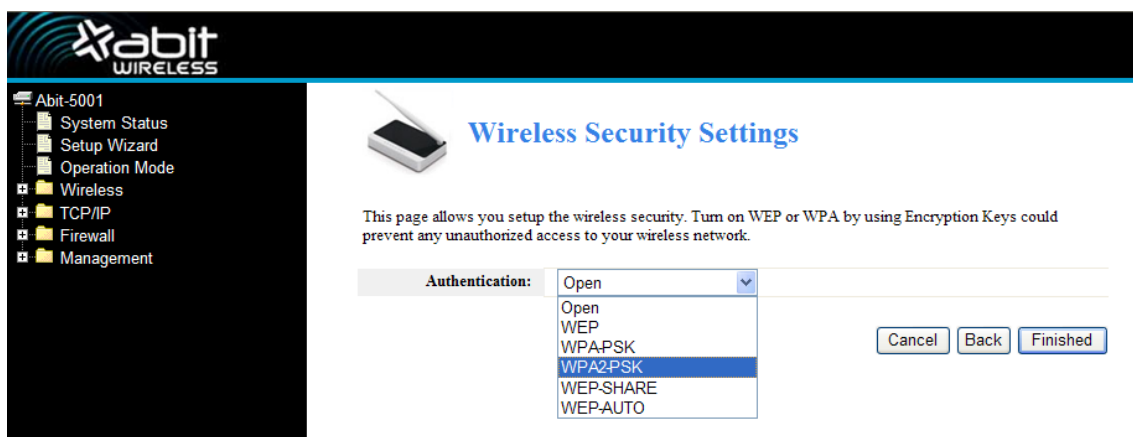 abit
WIRELESS
Abit-5001
System Status
Setup Wizard
Operation Mode
Wireless
TCP/IP
Firewall
Management
Wireless Security Settings
This page allows you setup the wireless security. Turn on WEP or WPA by using Encryption Keys could
prevent any unauthorized access to your wireless network.
Authentication: Open
Open
WEP
WPA-PSK
WPA2-PSK
WEP-SHARE
WEP-AUTO
Cancel Back Finished